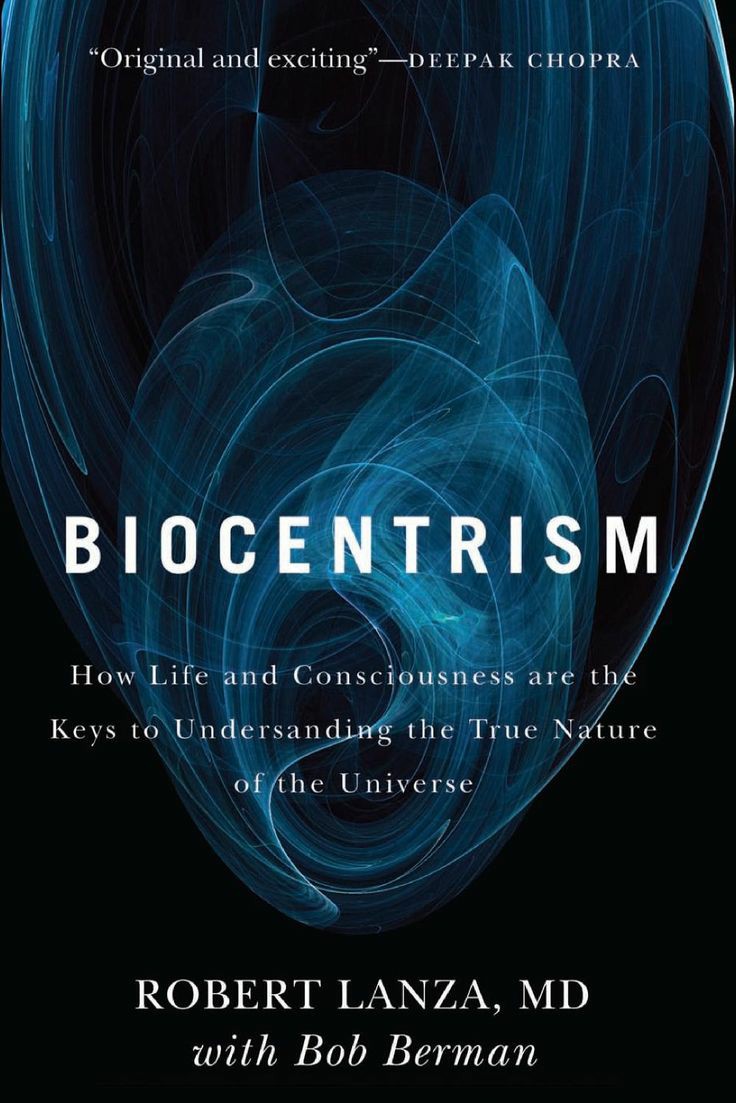 “Original and exciting”—DEEPAK CHOPRA
BIOCENTRISM
How Life and Consciousness are the
Keys to Undersanding the True Nature
of the Universe
ROBERT LANZA, MD
with Bob Berman